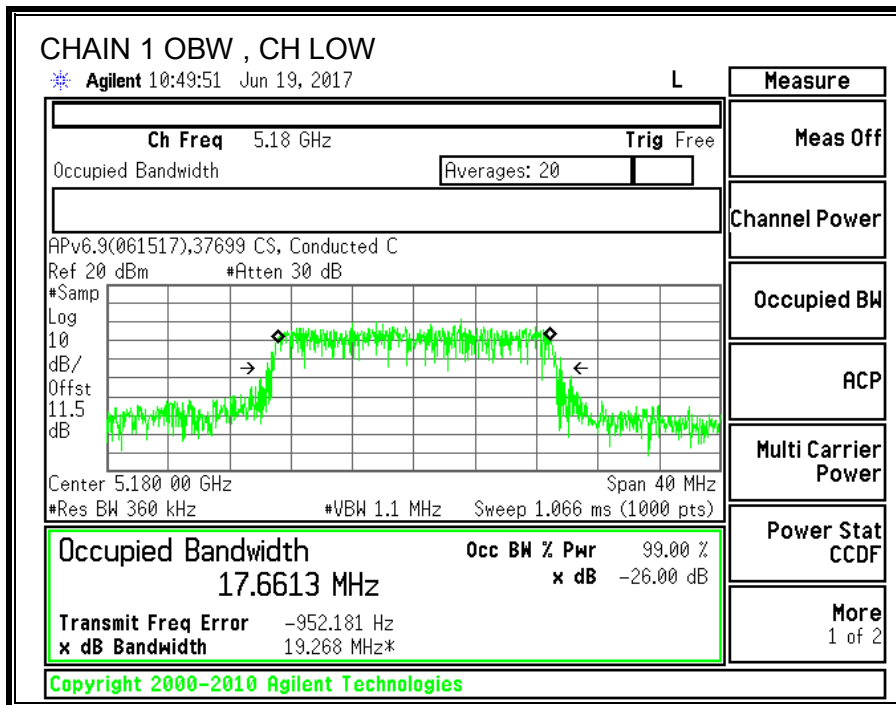 CHAIN 1 OBW , CH LOW
Agilent 10:49:51 Jun 19, 2017 L
Measure
Ch Freq 5.18 GHz Trig Free
Meas Off
Occupied Bandwidth Averages: 20
Channel Power
APv6.9(061517),37699 CS, Conducted C
Ref 20 dBm #Atten 30 dB
#Samp
Log
10
dB/
Offst
11.5
dB
Occupied BW
ACP
Center 5.180 00 GHz Span 40 MHz
#Res BW 360 kHz #VBW 1.1 MHz Sweep 1.066 ms (1000 pts)
Multi Carrier
Power
Occupied Bandwidth Occ BW % Pwr 99.00 %
17.6613 MHz x dB -26.00 dB
Power Stat
CCDF
Transmit Freq Error -952.181 Hz
x dB Bandwidth 19.268 MHz*
More
1 of 2
Copyright 2000-2010 Agilent Technologies